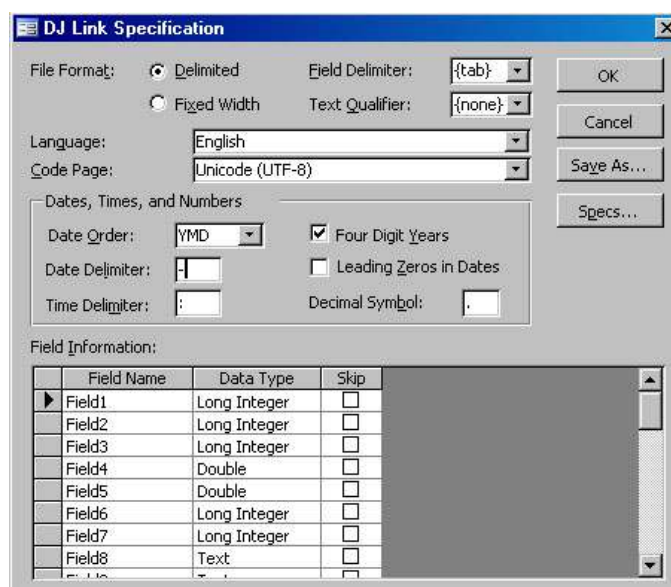 DJ Link Specification
File Format: Delimited Field Delimiter: {tab} OK
Fixed Width Text Qualifier: {none} Cancel
Language: English
Code Page: Unicode (UTF-8) Save As...
Dates, Times, and Numbers Specs...
Date Order: YMD Four Digit Years
Date Delimiter: - Leading Zeros in Dates
Time Delimiter: : Decimal Symbol: .
Field Information:
Field Name Data Type Skip
Field1 Long Integer
Field2 Long Integer
Field3 Long Integer
Field4 Double
Field5 Double
Field6 Long Integer
Field7 Long Integer
Field8 Text